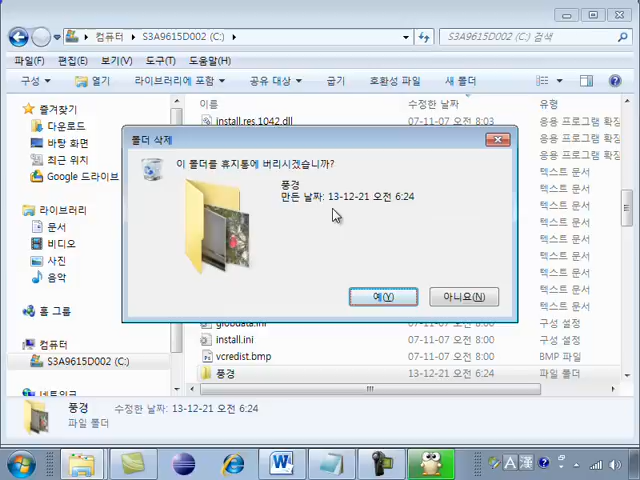 컴퓨터 ▸ S3A9615D002 (C:) ▸
S3A9615D002 (C:) 검색
파일(F) 편집(E) 보기(V) 도구(T) 도움말(H)
구성 열기 라이브러리에 포함 공유 대상 굽기 호환성 파일 새 폴더
이름 수정한 날짜 유형
즐겨찾기
다운로드
바탕 화면
최근 위치
Google 드라이브
라이브러리
문서
비디오
사진
음악
홈 그룹
컴퓨터
S3A9615D002 (C:)
네트워크
install.res.1042.dll 07-11-07 오전 8:03 응용 프로그램 확장
응용 프로그램 확장
응용 프로그램 확장
텍스트 문서
텍스트 문서
텍스트 문서
텍스트 문서
텍스트 문서
텍스트 문서
텍스트 문서
텍스트 문서
텍스트 문서
폴더 삭제
이 폴더를 휴지통에 버리시겠습니까?
풍경
만든 날짜: 13-12-21 오전 6:24
예(Y)
아니요(N)
globdata.ini 07-11-07 오전 8:00 구성 설정
install.ini 07-11-07 오전 8:00 구성 설정
vcredist.bmp 07-11-07 오전 8:00 BMP 파일
풍경 13-12-21 오전 6:24 파일 폴더
풍경 수정한 날짜: 13-12-21 오전 6:24
파일 폴더
A 漢